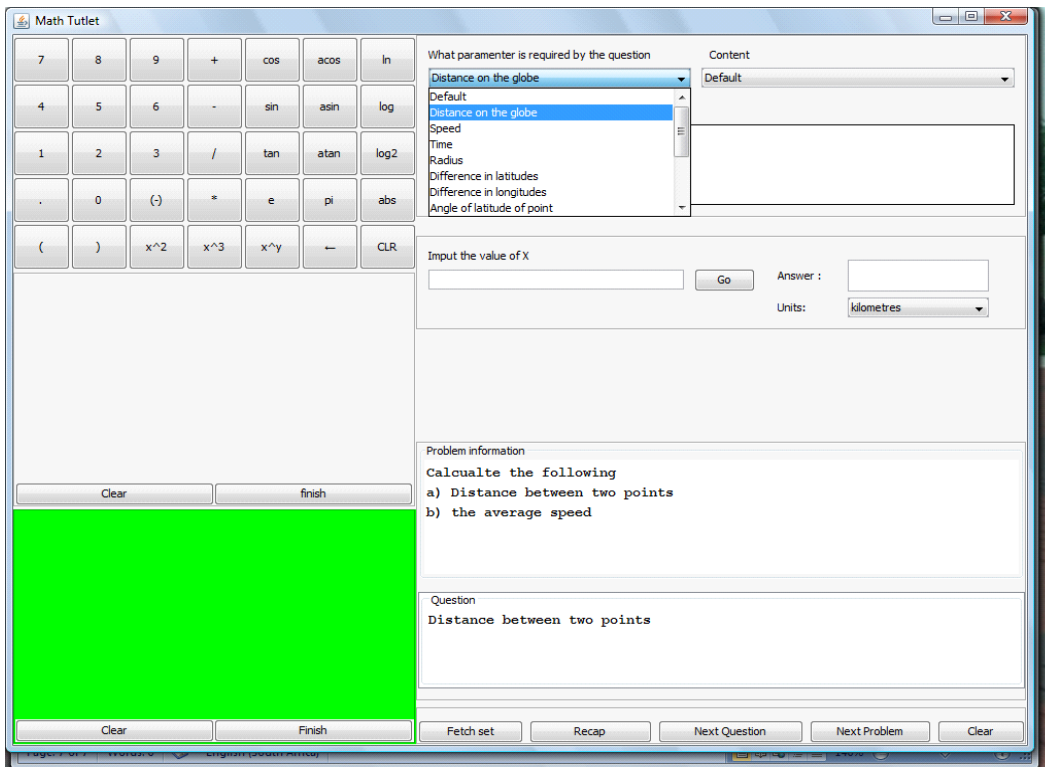 Math Tutlet
7 8 9 + cos acos ln
4 5 6 - sin asin log
1 2 3 / tan atan log2
. 0 (-) * e pi abs
( ) x^2 x^3 x^y ← CLR
Clear finish
Clear Finish
What paramenter is required by the question Content
Distance on the globe Default
Default
Distance on the globe
Speed
Time
Radius
Difference in latitudes
Difference in longitudes
Angle of latitude of point
Imput the value of X
Go Answer :
Units: kilometres
Problem information
Calcualte the following
a) Distance between two points
b) the average speed
Question
Distance between two points
Fetch set Recap Next Question Next Problem Clear
English (South Africa)